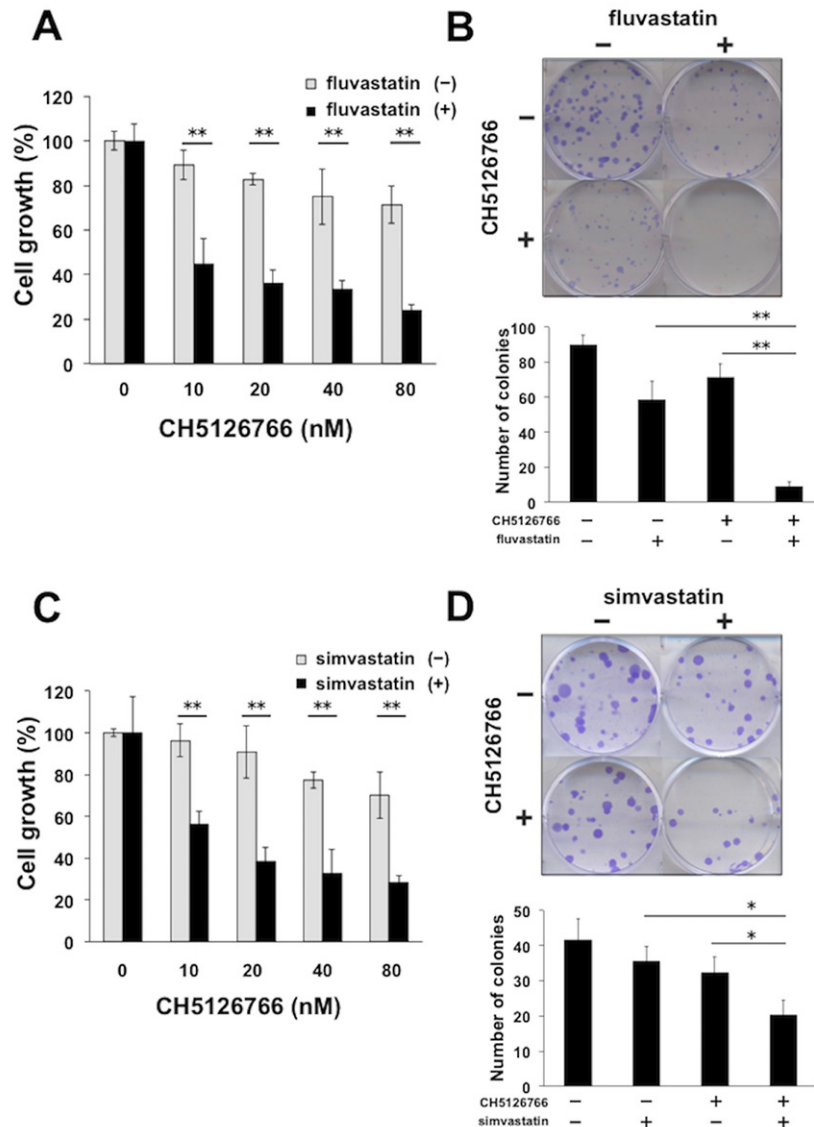 A
fluvastatin (−)
fluvastatin (+)
Cell growth (%)
120
100
80
60
40
20
0
** ** ** **
0 10 20 40 80
CH5126766 (nM)
B
fluvastatin
− +
CH5126766
−
+
Number of colonies
100
80
60
40
20
0
**
**
CH5126766 − − + +
fluvastatin − + − +
C
simvastatin (−)
simvastatin (+)
Cell growth (%)
120
100
80
60
40
20
0
** ** ** **
0 10 20 40 80
CH5126766 (nM)
D
simvastatin
− +
CH5126766
−
+
Number of colonies
50
40
30
20
10
0
*
*
CH5126766 − − + +
simvastatin − + − +